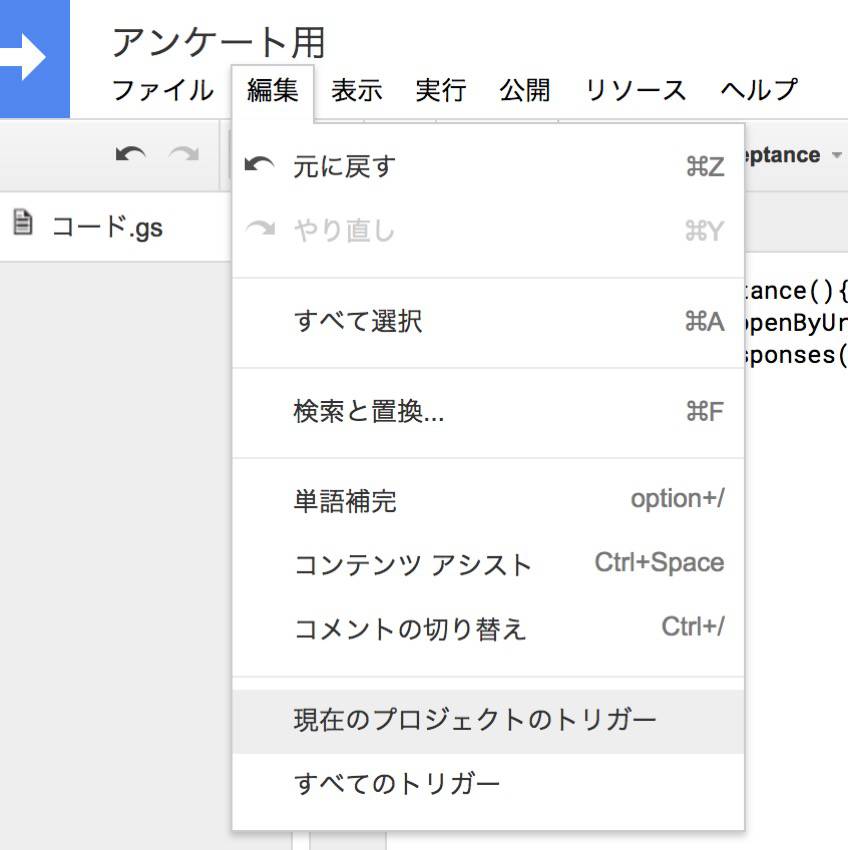 アンケート用
ファイル 編集 表示 実行 公開 リソース ヘルプ
元に戻す ⌘Z
eptance
やり直し ⌘Y
コード.gs
すべて選択 ⌘A
tance(){
penByUr
sponses(
検索と置換... ⌘F
単語補完 option+/
コンテンツ アシスト Ctrl+Space
コメントの切り替え Ctrl+/
現在のプロジェクトのトリガー
すべてのトリガー